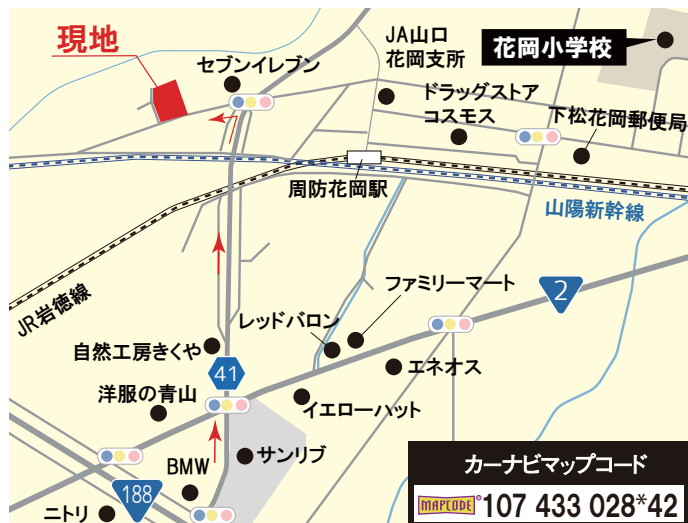 現地
セブンイレブン
JA山口
花岡支所
花岡小学校
ドラッグストア
コスモス
下松花岡郵便局
周防花岡駅
山陽新幹線
JR岩徳線
2
ファミリーマート
レッドバロン
自然工房きくや
41
エネオス
洋服の青山
イエローハット
サンリブ
BMW
188
ニトリ
カーナビマップコード
MAPCODE® 107 433 028*42